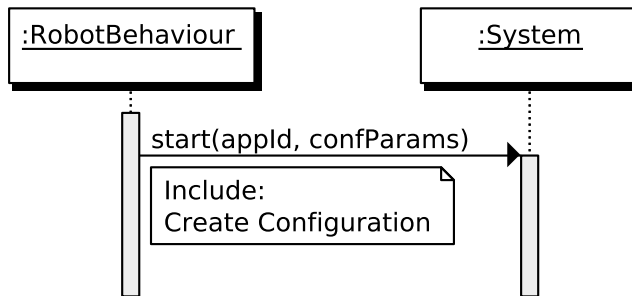 :RobotBehaviour
:System
start(appId, confParams)
Include:
Create Configuration